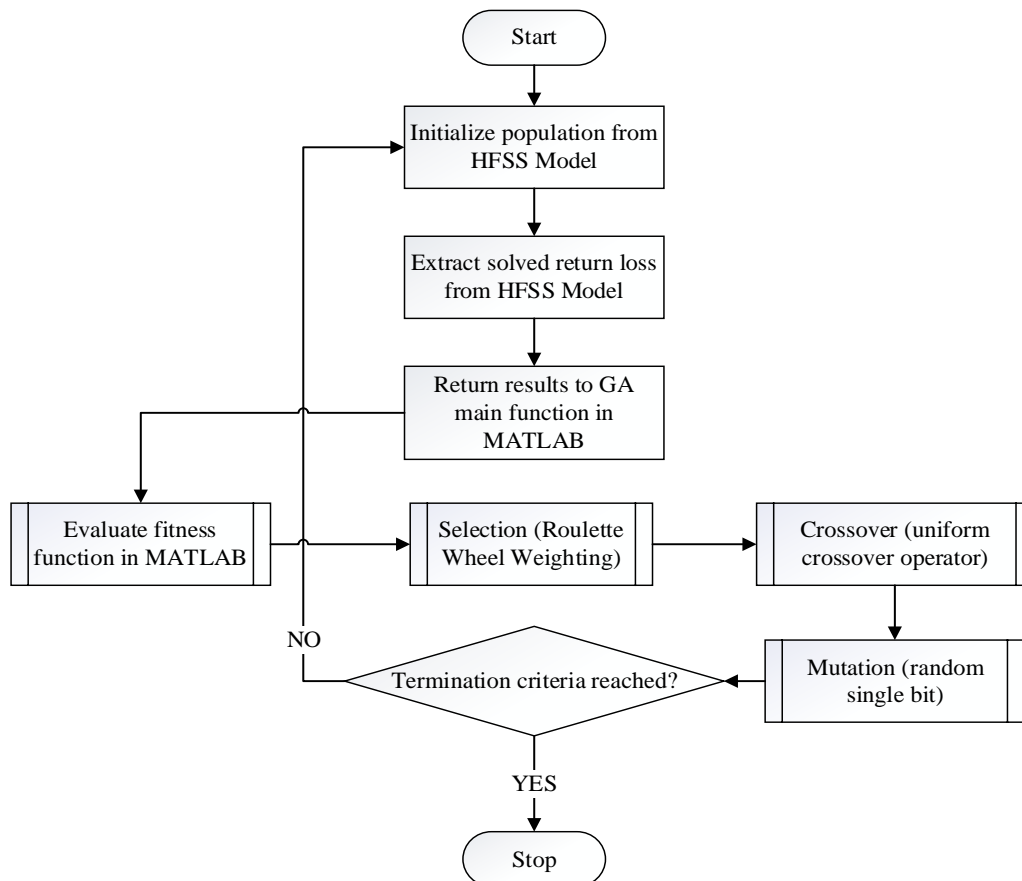 Start
Initialize population from
HFSS Model
Extract solved return loss
from HFSS Model
Return results to GA
main function in
MATLAB
Evaluate fitness
function in MATLAB
Selection (Roulette
Wheel Weighting)
Crossover (uniform
crossover operator)
Mutation (random
single bit)
Termination criteria reached?
NO
YES
Stop